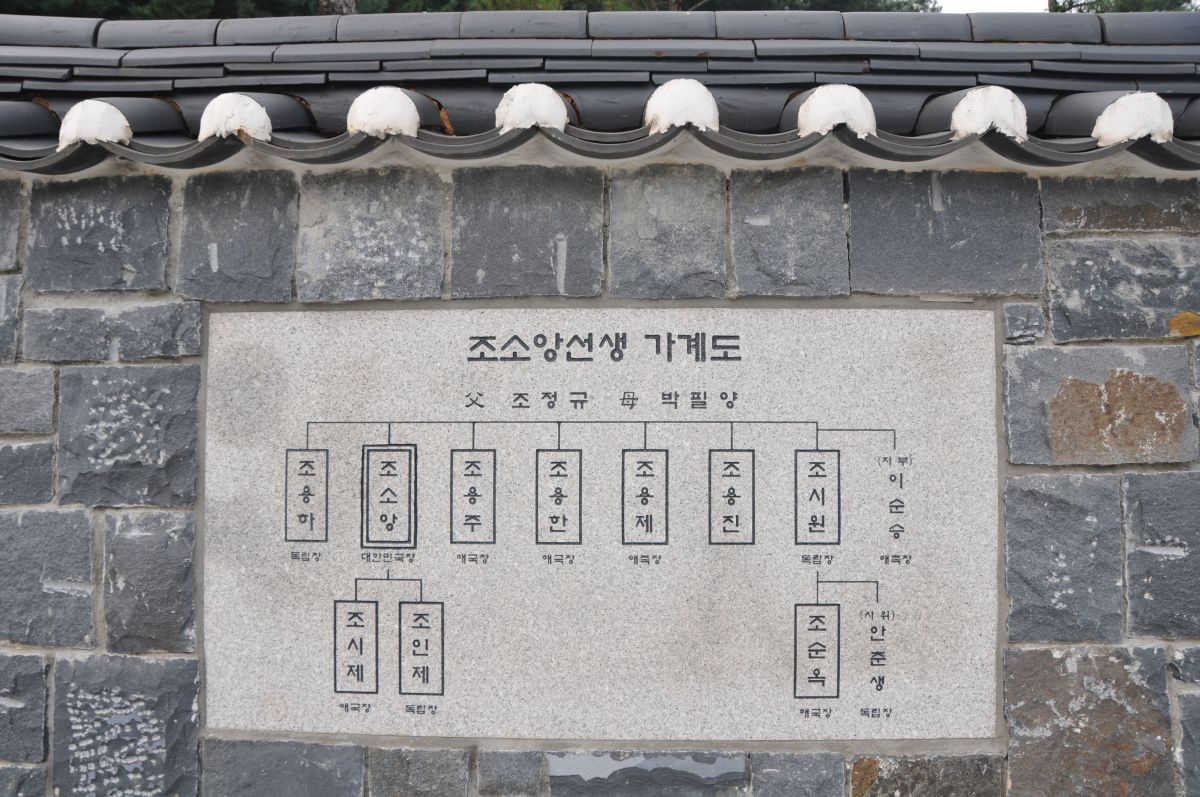 조소앙선생 가계도
父 조정규 母 박필양
조용하 조소앙 조용주 조용한 조용제 조용진 조시원 (자부) 이순승
독립장 대한민국장 애국장 애국장 애족장 독립장 애족장
조시제 조인제 조순옥 (사위) 안춘생
애국장 독립장 애국장 독립장